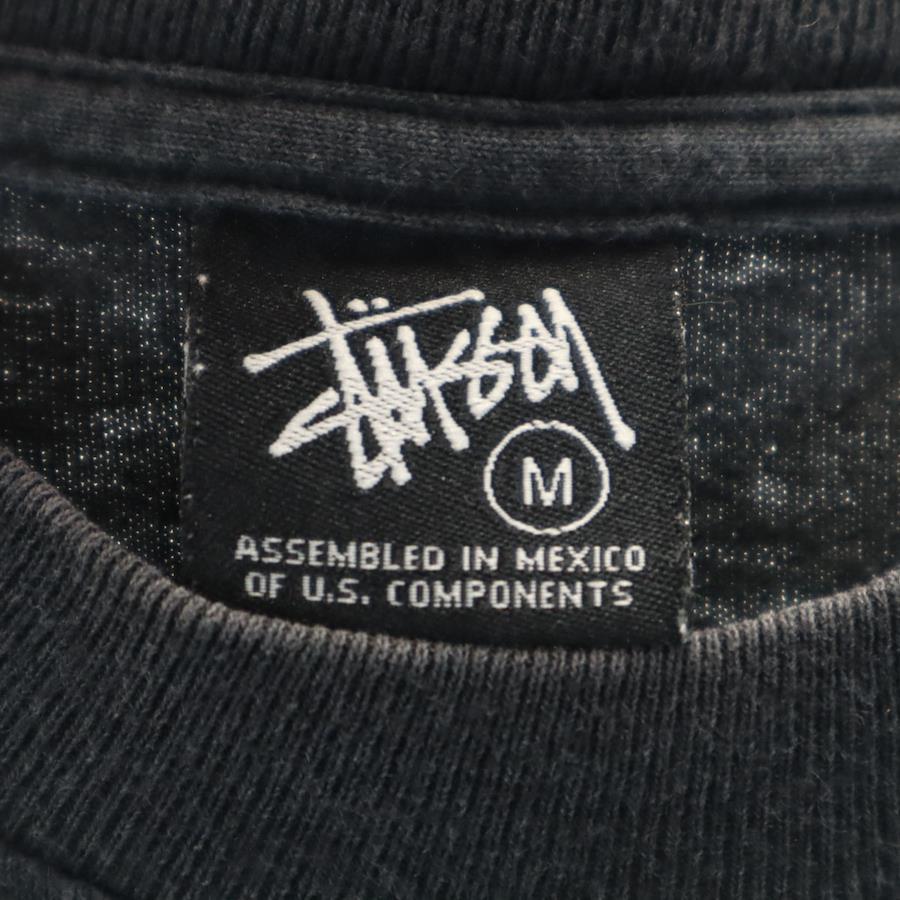 Stüssy
M
ASSEMBLED IN MEXICO
OF U.S. COMPONENTS